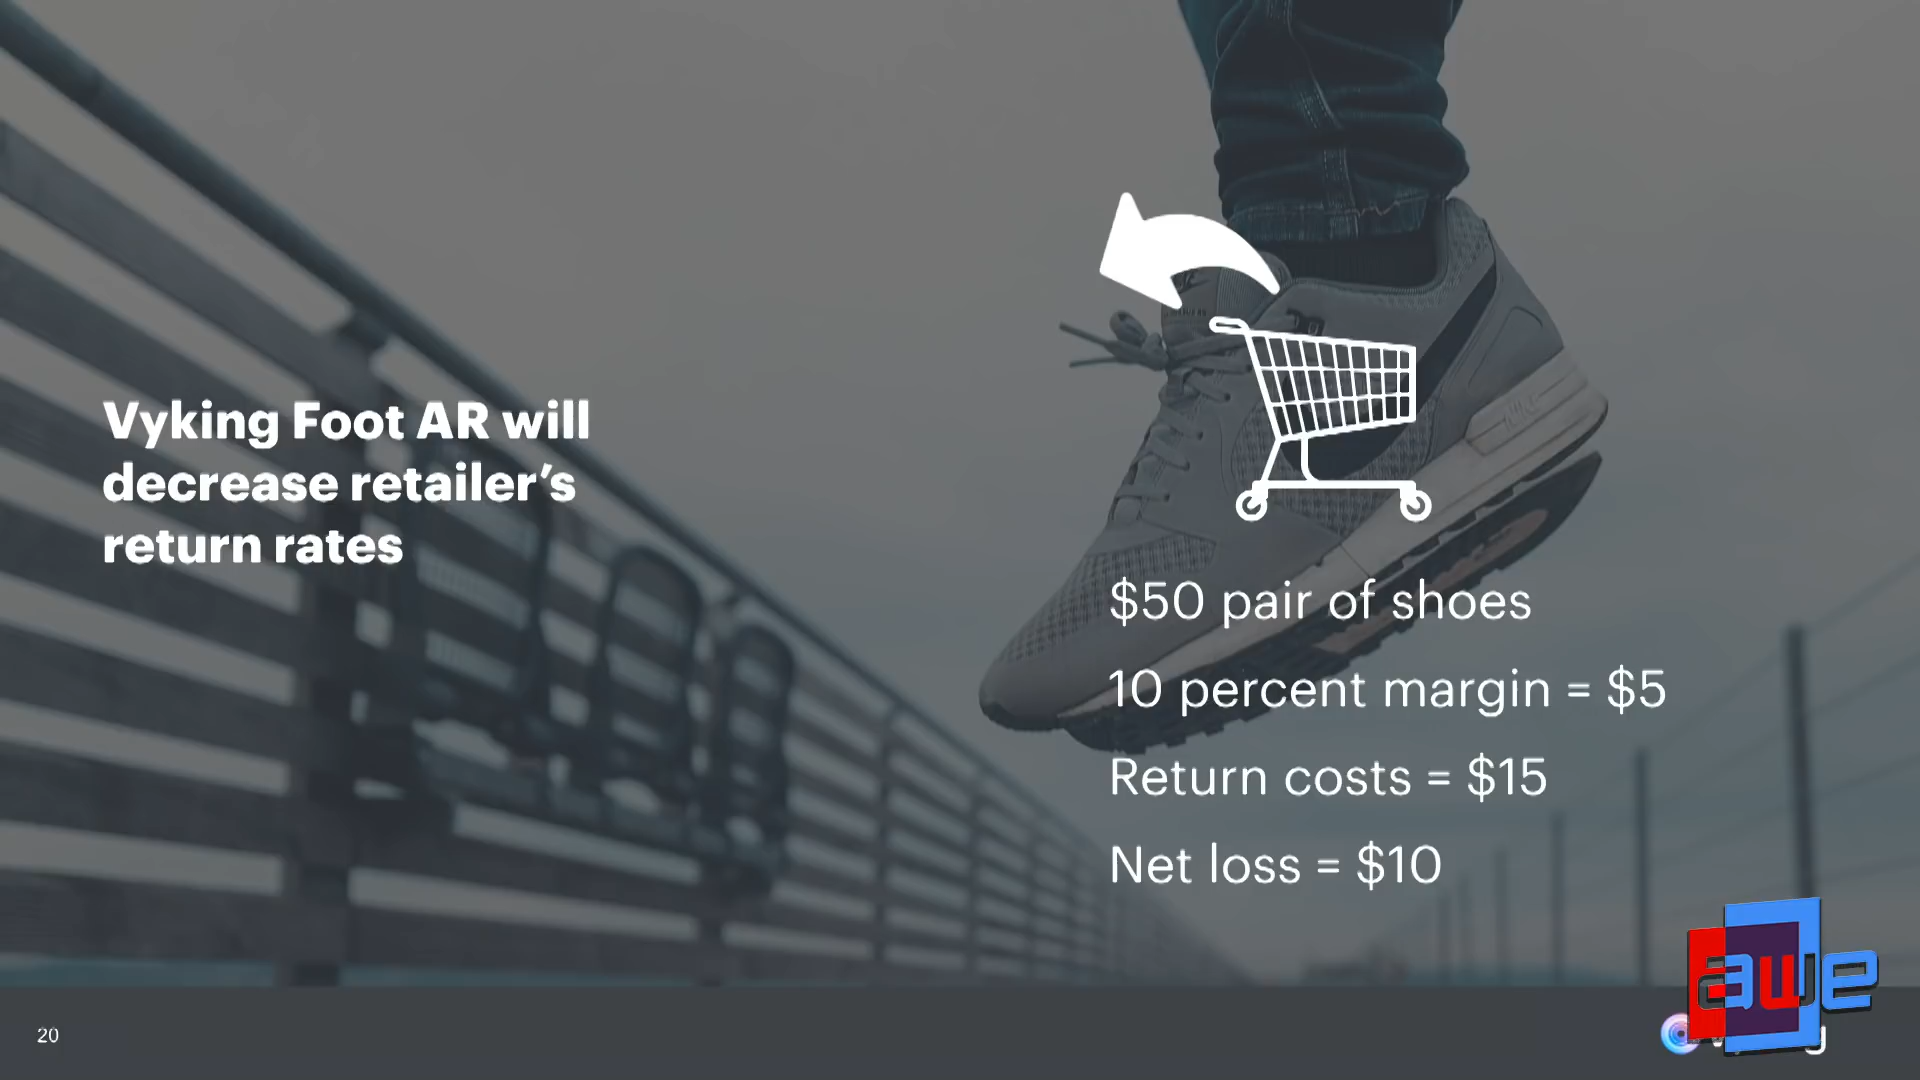 Vyking Foot AR will
decrease retailer's
return rates
$50 pair of shoes
10 percent margin = $5
Return costs = $15
Net loss = $10
20
awe